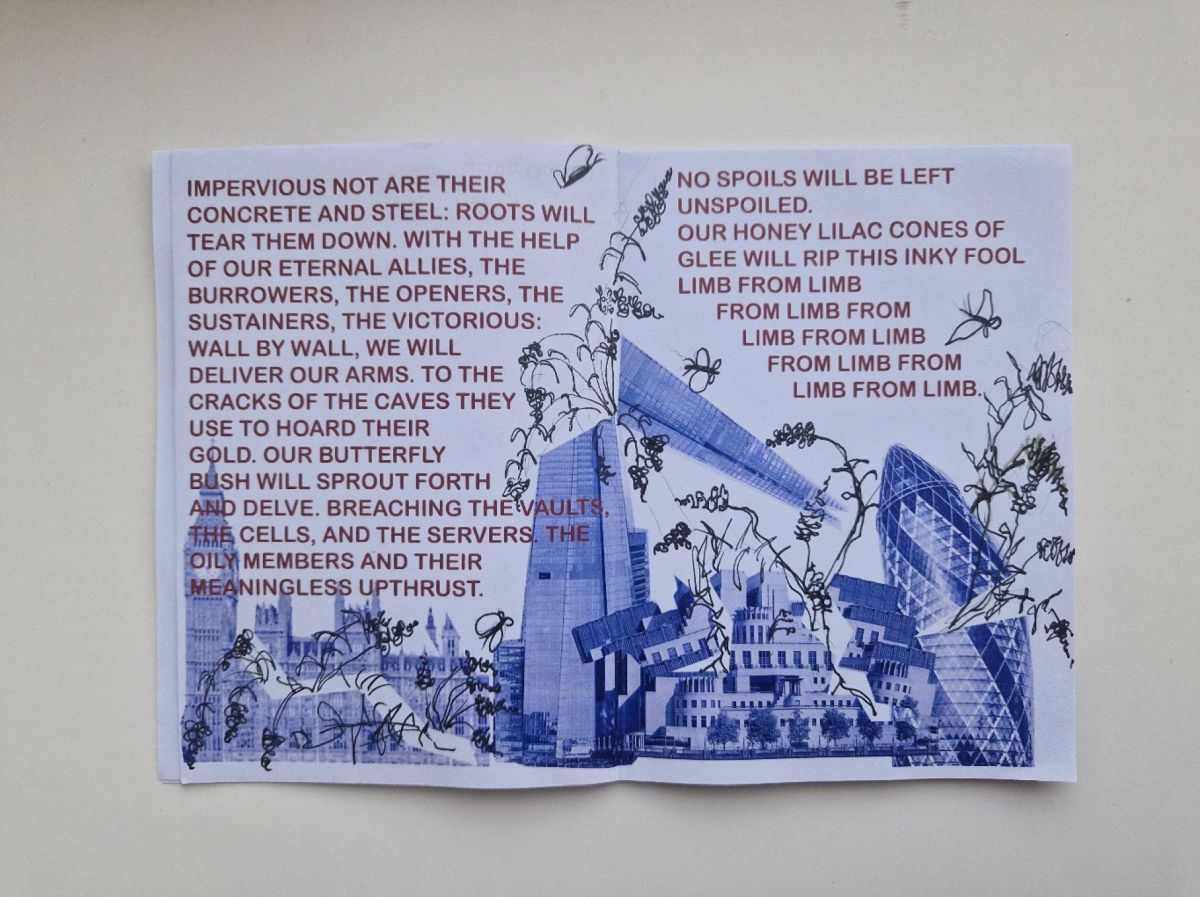 IMPERVIOUS NOT ARE THEIR
CONCRETE AND STEEL: ROOTS WILL
TEAR THEM DOWN. WITH THE HELP
OF OUR ETERNAL ALLIES, THE
BURROWERS, THE OPENERS, THE
SUSTAINERS, THE VICTORIOUS:
WALL BY WALL, WE WILL
DELIVER OUR ARMS. TO THE
CRACKS OF THE CAVES THEY
USE TO HOARD THEIR
GOLD. OUR BUTTERFLY
BUSH WILL SPROUT FORTH
AND DELVE. BREACHING THE VAULTS,
THE CELLS, AND THE SERVERS. THE
OILY MEMBERS AND THEIR
MEANINGLESS UPTHRUST.
NO SPOILS WILL BE LEFT
UNSPOILED.
OUR HONEY LILAC CONES OF
GLEE WILL RIP THIS INKY FOOL
LIMB FROM LIMB
FROM LIMB FROM
LIMB FROM LIMB
FROM LIMB FROM
LIMB FROM LIMB.